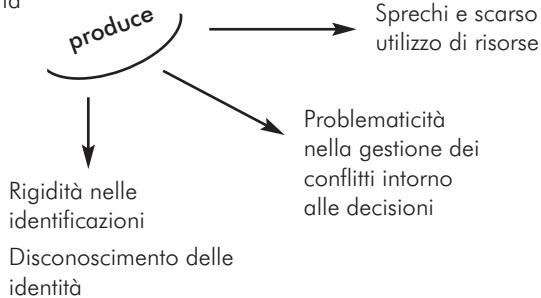 produce
Sprechi e scarso
utilizzo di risorse
Problematicità
nella gestione dei
conflitti intorno
alle decisioni
Rigidità nelle
identificazioni
Disconoscimento delle
identità